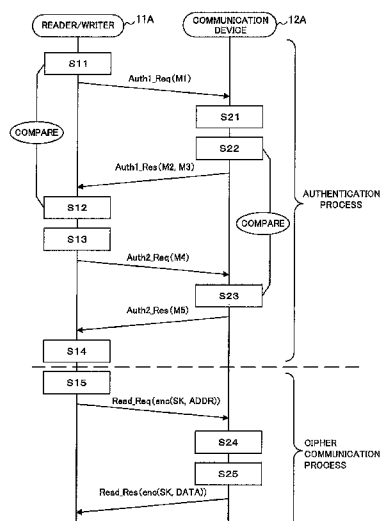 READER/WRITER
11A
COMMUNICATION
DEVICE
12A
S11
Auth1_Req(M1)
S21
COMPARE
S22
Auth1_Res(M2, M3)
AUTHENTICATION
PROCESS
S12
COMPARE
S13
Auth2_Req(M4)
S23
Auth2_Res(M5)
S14
S15
Read_Req(enc(SK, ADDR))
S24
CIPHER
COMMUNICATION
PROCESS
S25
Read_Res(enc(SK, DATA))